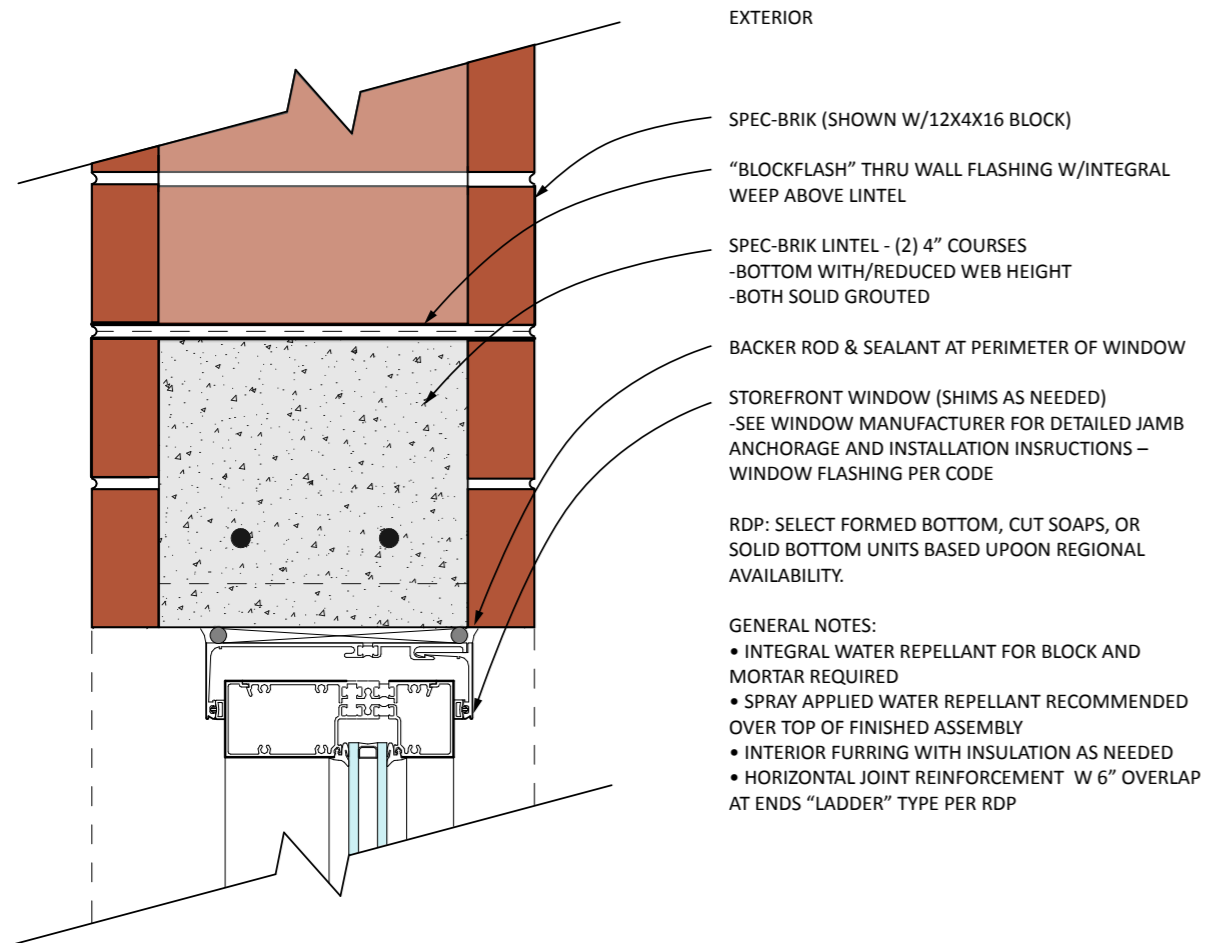 EXTERIOR
SPEC-BRIK (SHOWN W/12X4X16 BLOCK)
“BLOCKFLASH” THRU WALL FLASHING W/INTEGRAL
WEEP ABOVE LINTEL
SPEC-BRIK LINTEL - (2) 4” COURSES
-BOTTOM WITH/REDUCED WEB HEIGHT
-BOTH SOLID GROUTED
BACKER ROD & SEALANT AT PERIMETER OF WINDOW
STOREFRONT WINDOW (SHIMS AS NEEDED)
-SEE WINDOW MANUFACTURER FOR DETAILED JAMB
ANCHORAGE AND INSTALLATION INSRUCTIONS –
WINDOW FLASHING PER CODE
RDP: SELECT FORMED BOTTOM, CUT SOAPS, OR
SOLID BOTTOM UNITS BASED UPOON REGIONAL
AVAILABILITY.
GENERAL NOTES:
• INTEGRAL WATER REPELLANT FOR BLOCK AND
MORTAR REQUIRED
• SPRAY APPLIED WATER REPELLANT RECOMMENDED
OVER TOP OF FINISHED ASSEMBLY
• INTERIOR FURRING WITH INSULATION AS NEEDED
• HORIZONTAL JOINT REINFORCEMENT W 6” OVERLAP
AT ENDS “LADDER” TYPE PER RDP